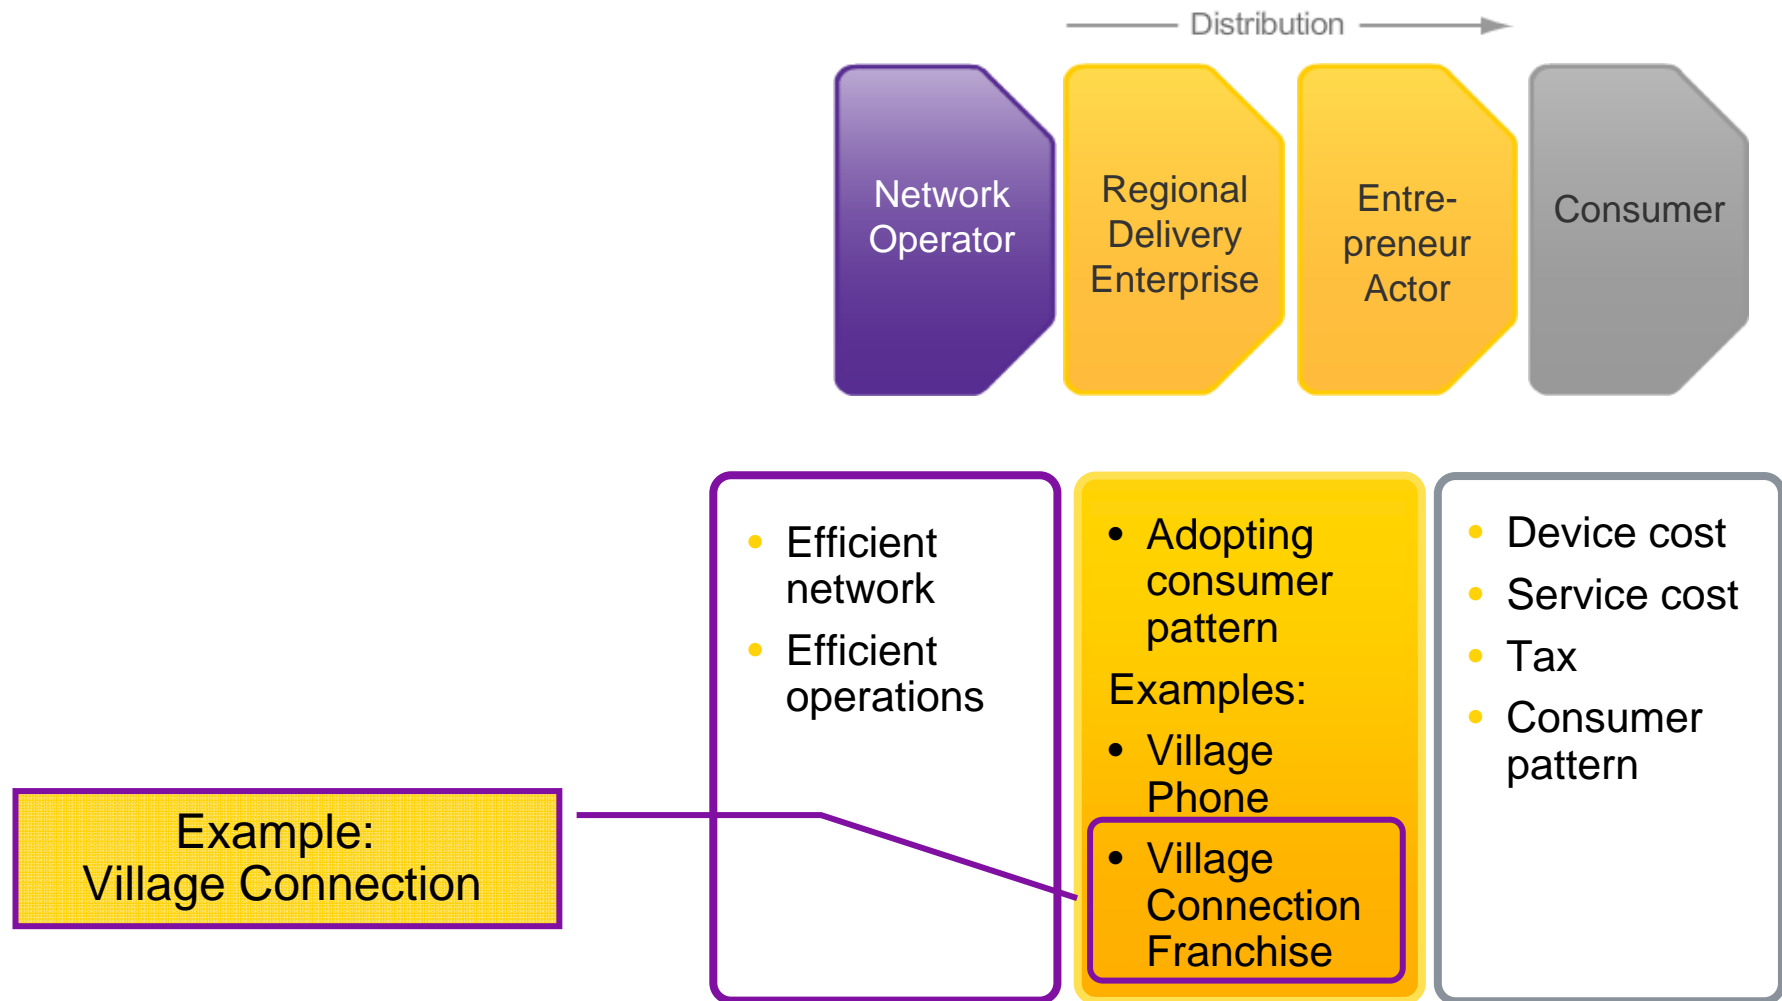 Distribution
Network
Operator
Regional
Delivery
Enterprise
Entre-
preneur
Actor
Consumer
• Efficient
network
• Efficient
operations
• Adopting
consumer
pattern
Examples:
• Village
Phone
• Village
Connection
Franchise
• Device cost
• Service cost
• Tax
• Consumer
pattern
Example:
Village Connection